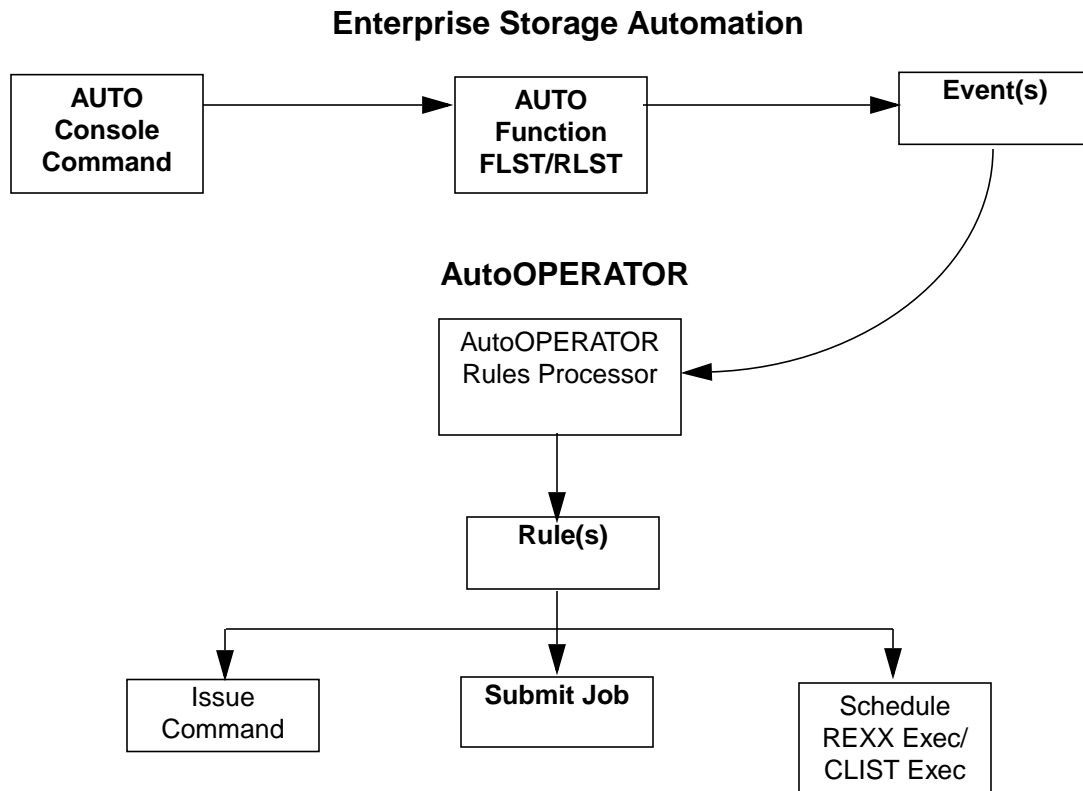 Enterprise Storage Automation
AUTO
Console
Command
AUTO
Function
FLST/RLST
Event(s)
AutoOPERATOR
AutoOPERATOR
Rules Processor
Rule(s)
Issue
Command
Submit Job
Schedule
REXX Exec/
CLIST Exec